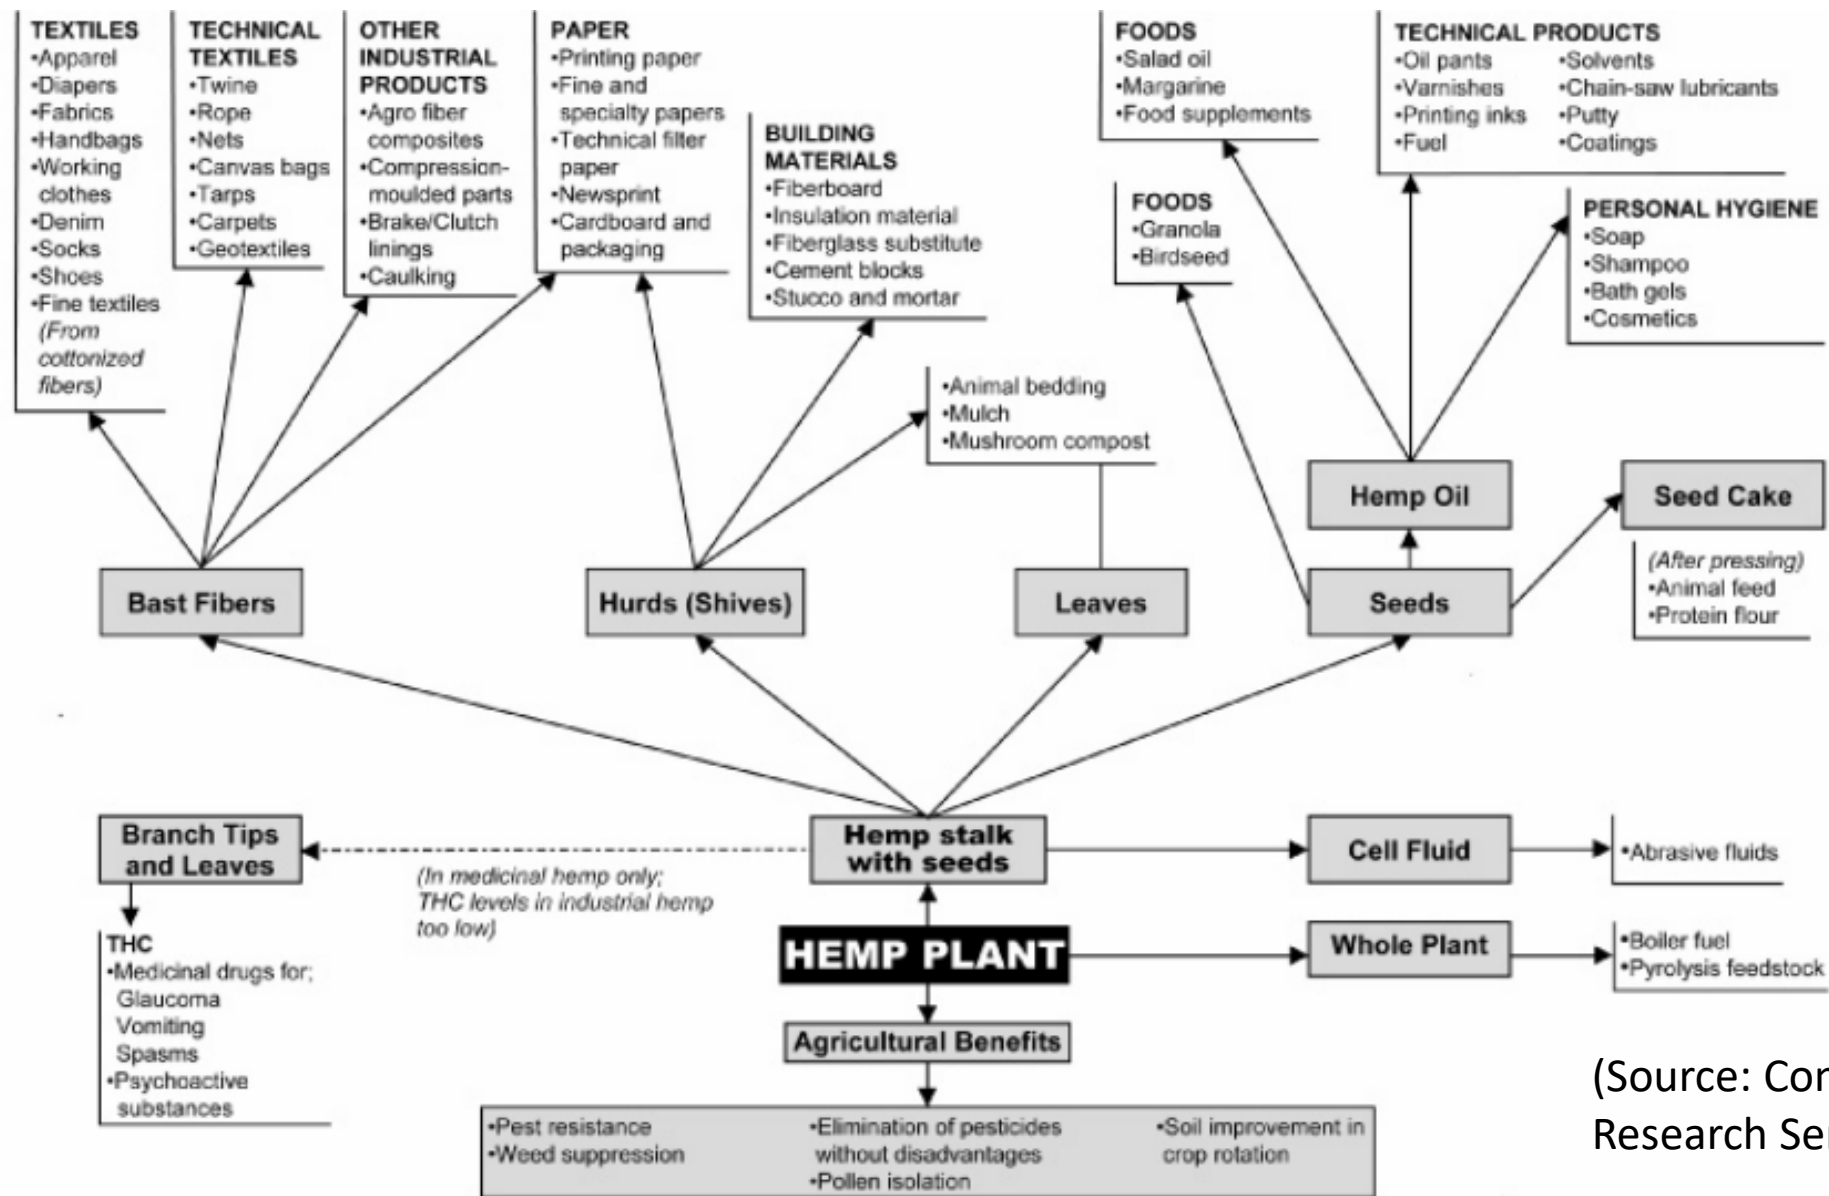 TEXTILES
•Apparel
•Diapers
•Fabrics
•Handbags
•Working
clothes
•Denim
•Socks
•Shoes
•Fine textiles
(From
cottonized
fibers)
TECHNICAL
TEXTILES
•Twine
•Rope
•Nets
•Canvas bags
•Tarps
•Carpets
•Geotextiles
OTHER
INDUSTRIAL
PRODUCTS
•Agro fiber
composites
•Compression-
moulded parts
•Brake/Clutch
linings
•Caulking
PAPER
•Printing paper
•Fine and
specialty papers
•Technical filter
paper
•Newsprint
•Cardboard and
packaging
BUILDING
MATERIALS
•Fiberboard
•Insulation material
•Fiberglass substitute
•Cement blocks
•Stucco and mortar
•Animal bedding
•Mulch
•Mushroom compost
FOODS
•Granola
•Birdseed
FOODS
•Salad oil
•Margarine
•Food supplements
TECHNICAL PRODUCTS
•Oil pants
•Varnishes
•Printing inks
•Fuel
•Solvents
•Chain-saw lubricants
•Putty
•Coatings
PERSONAL HYGIENE
•Soap
•Shampoo
•Bath gels
•Cosmetics
Hemp Oil
Seed Cake
(After pressing)
•Animal feed
•Protein flour
Bast Fibers
Hurds (Shives)
Leaves
Seeds
Branch Tips
and Leaves
(In medicinal hemp only;
THC levels in industrial hemp
too low)
Hemp stalk
with seeds
Cell Fluid
•Abrasive fluids
THC
•Medicinal drugs for;
Glaucoma
Vomiting
Spasms
•Psychoactive
substances
HEMP PLANT
Whole Plant
•Boiler fuel
•Pyrolysis feedstock
Agricultural Benefits
•Pest resistance
•Weed suppression
•Elimination of pesticides
without disadvantages
•Pollen isolation
•Soil improvement in
crop rotation
(Source:
Research